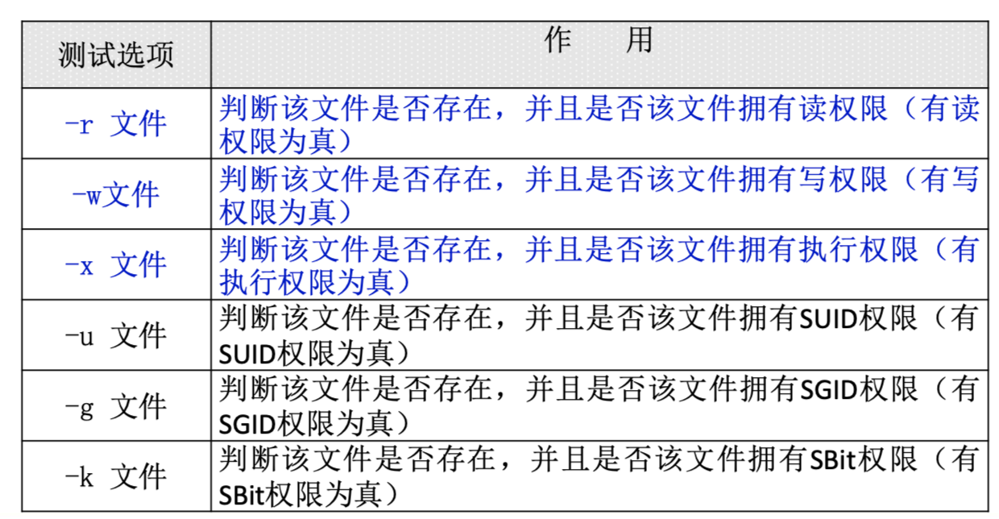 测试选项
作 用
-r 文件
判断该文件是否存在，并且是否该文件拥有读权限（有读
权限为真）
-w文件
判断该文件是否存在，并且是否该文件拥有写权限（有写
权限为真）
-x 文件
判断该文件是否存在，并且是否该文件拥有执行权限（有
执行权限为真）
-u 文件
判断该文件是否存在，并且是否该文件拥有SUID权限（有
SUID权限为真）
-g 文件
判断该文件是否存在，并且是否该文件拥有SGID权限（有
SGID权限为真）
-k 文件
判断该文件是否存在，并且是否该文件拥有SBit权限（有
SBit权限为真）